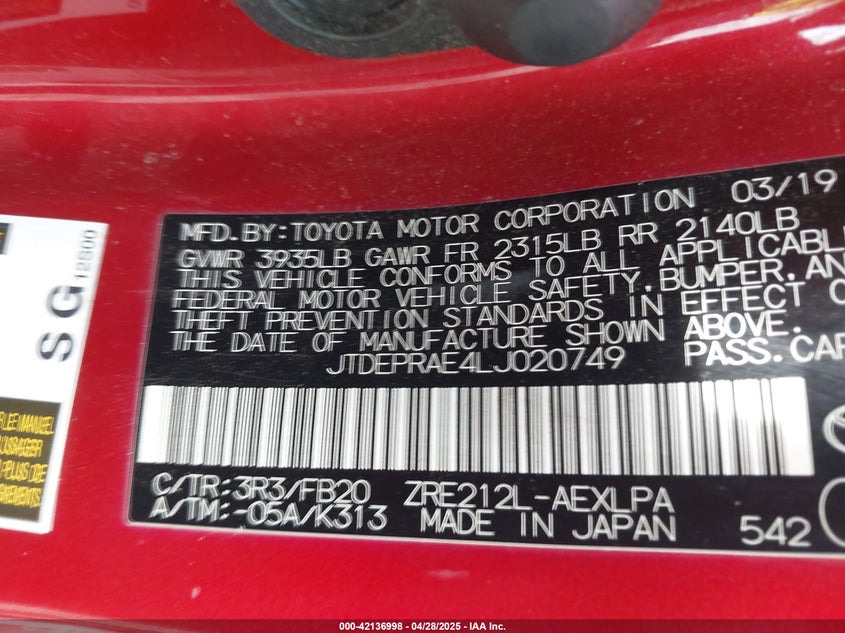 MFD.BY:TOYOTA MOTOR CORPORATION 03/19
GVWR 3935LB GAWR FR 2315LB RR 2140LB
THIS VEHICLE CONFORMS TO ALL APPLICABLE
FEDERAL MOTOR VEHICLE SAFETY,BUMPER,AN
THEFT PREVENTION STANDARDS IN EFFECT O
THE DATE OF MANUFACTURE SHOWN ABOVE.
JTDEPRAE4LJ020749 PASS.CAR
C/TR:3R3/FB20 ZRE212L-AEXLPA
A/TM:-05A/K313 MADE IN JAPAN 542
SG 12S00
000-42136998 | 04/28/2025 - IAA Inc.